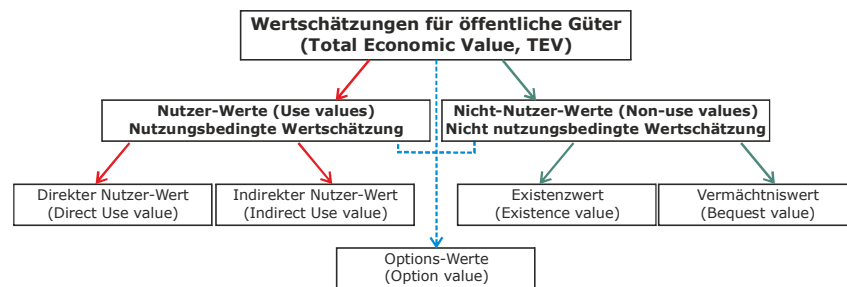 Wertschätzungen für öffentliche Güter
(Total Economic Value, TEV)
Nutzer-Werte (Use values)
Nutzungsbedingte Wertschätzung
Nicht-Nutzer-Werte (Non-use values)
Nicht nutzungsbedingte Wertschätzung
Direkter Nutzer-Wert
(Direct Use value)
Indirekter Nutzer-Wert
(Indirect Use value)
Existenzwert
(Existence value)
Vermächtniswert
(Bequest value)
Options-Werte
(Option value)